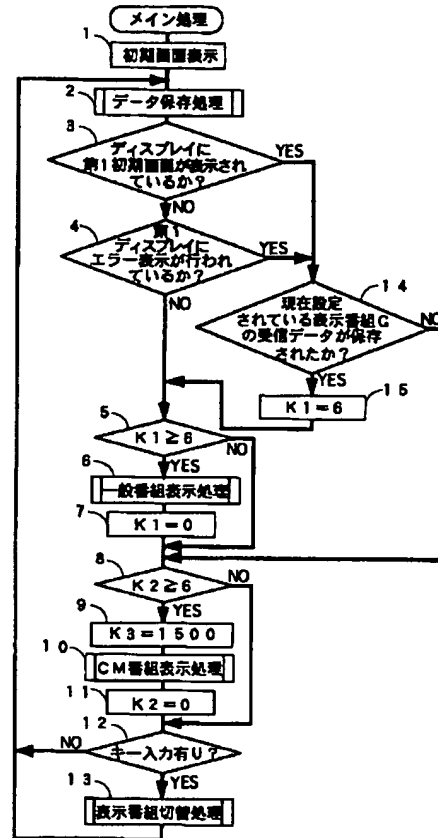 メイン処理
1
初期画面表示
2
データ保存処理
3
ディスプレイに
第1初期画面が表示され
ているか?
YES
NO
4
第1
ディスプレイに
エラー表示が行われ
ているか?
YES
NO
14
現在設定
されている表示番組G
の受信データが保存
されたか?
NO
YES
15
K1=6
5
K1≥6
NO
YES
6
一般番組表示処理
7
K1=0
8
K2≥6
NO
YES
9
K3=1500
10
CM番組表示処理
11
K2=0
12
キー入力有り?
NO
YES
13
表示番組切替処理